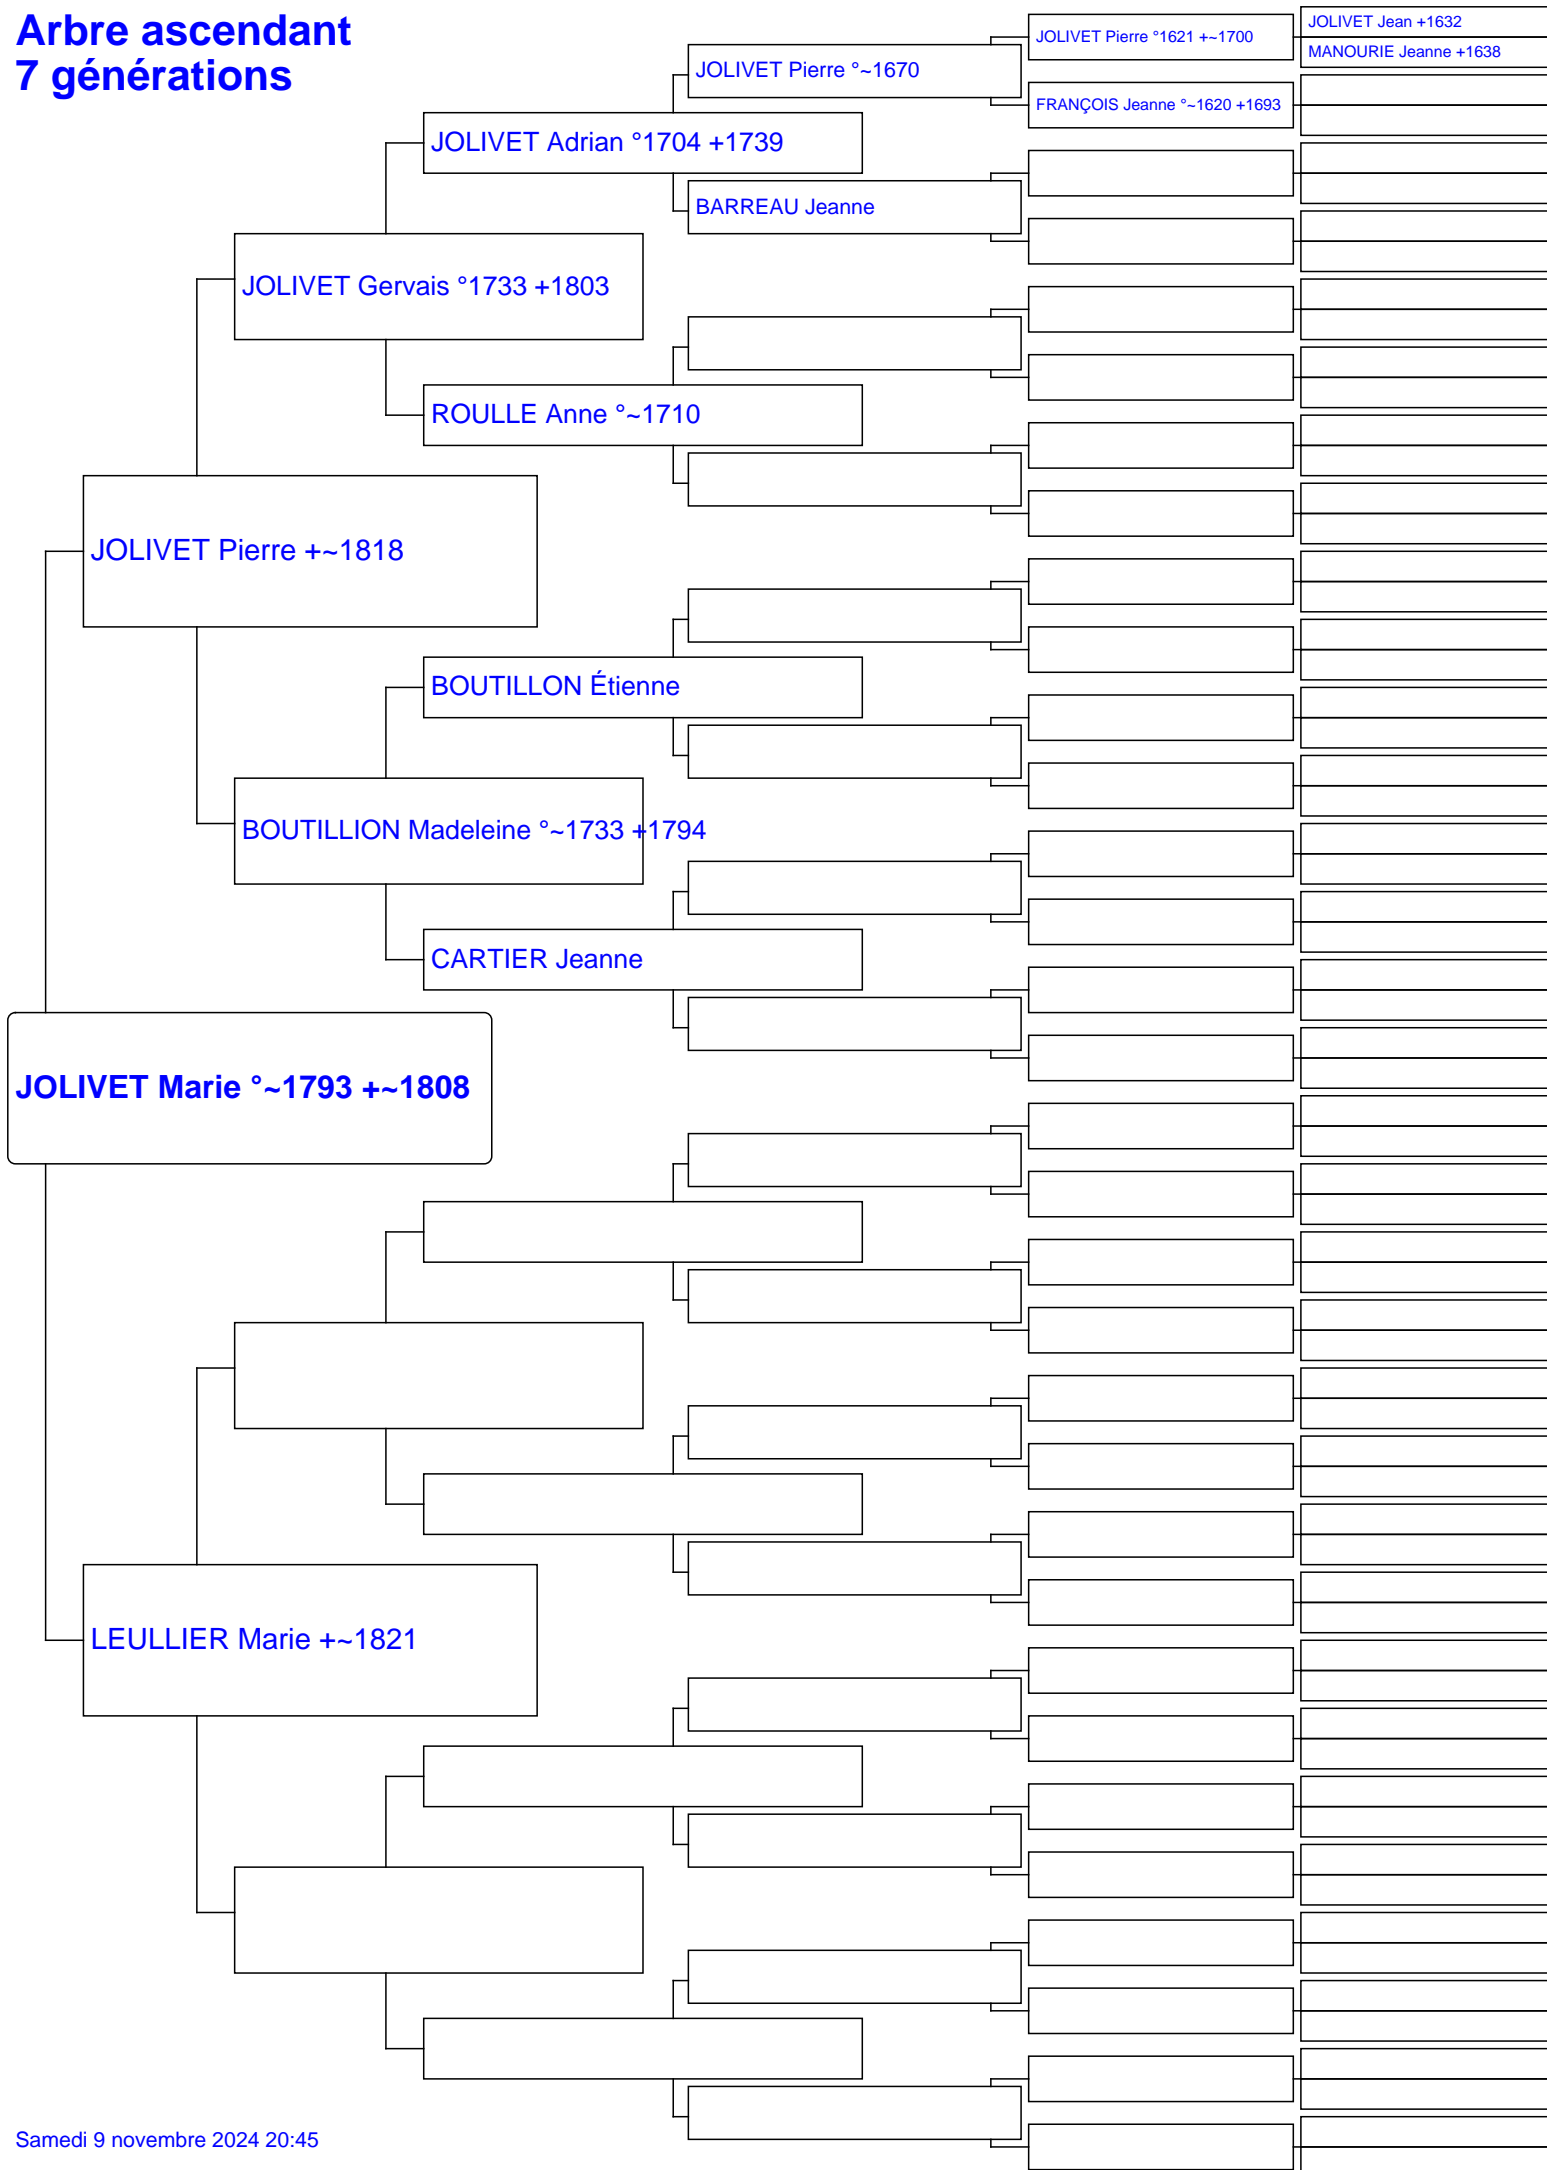 Arbre ascendant
7 générations
JOLIVET Jean +1632
JOLIVET Pierre °1621 +~1700
MANOURIE Jeanne +1638
JOLIVET Pierre °~1670
FRANÇOIS Jeanne °~1620 +1693
JOLIVET Adrian °1704 +1739
BARREAU Jeanne
JOLIVET Gervais °1733 +1803
ROULLE Anne °~1710
JOLIVET Pierre +~1818
BOUTILLON Étienne
BOUTILLION Madeleine °~1733 +1794
CARTIER Jeanne
JOLIVET Marie °~1793 +~1808
LEULLIER Marie +~1821
Samedi 9 novembre 2024 20:45